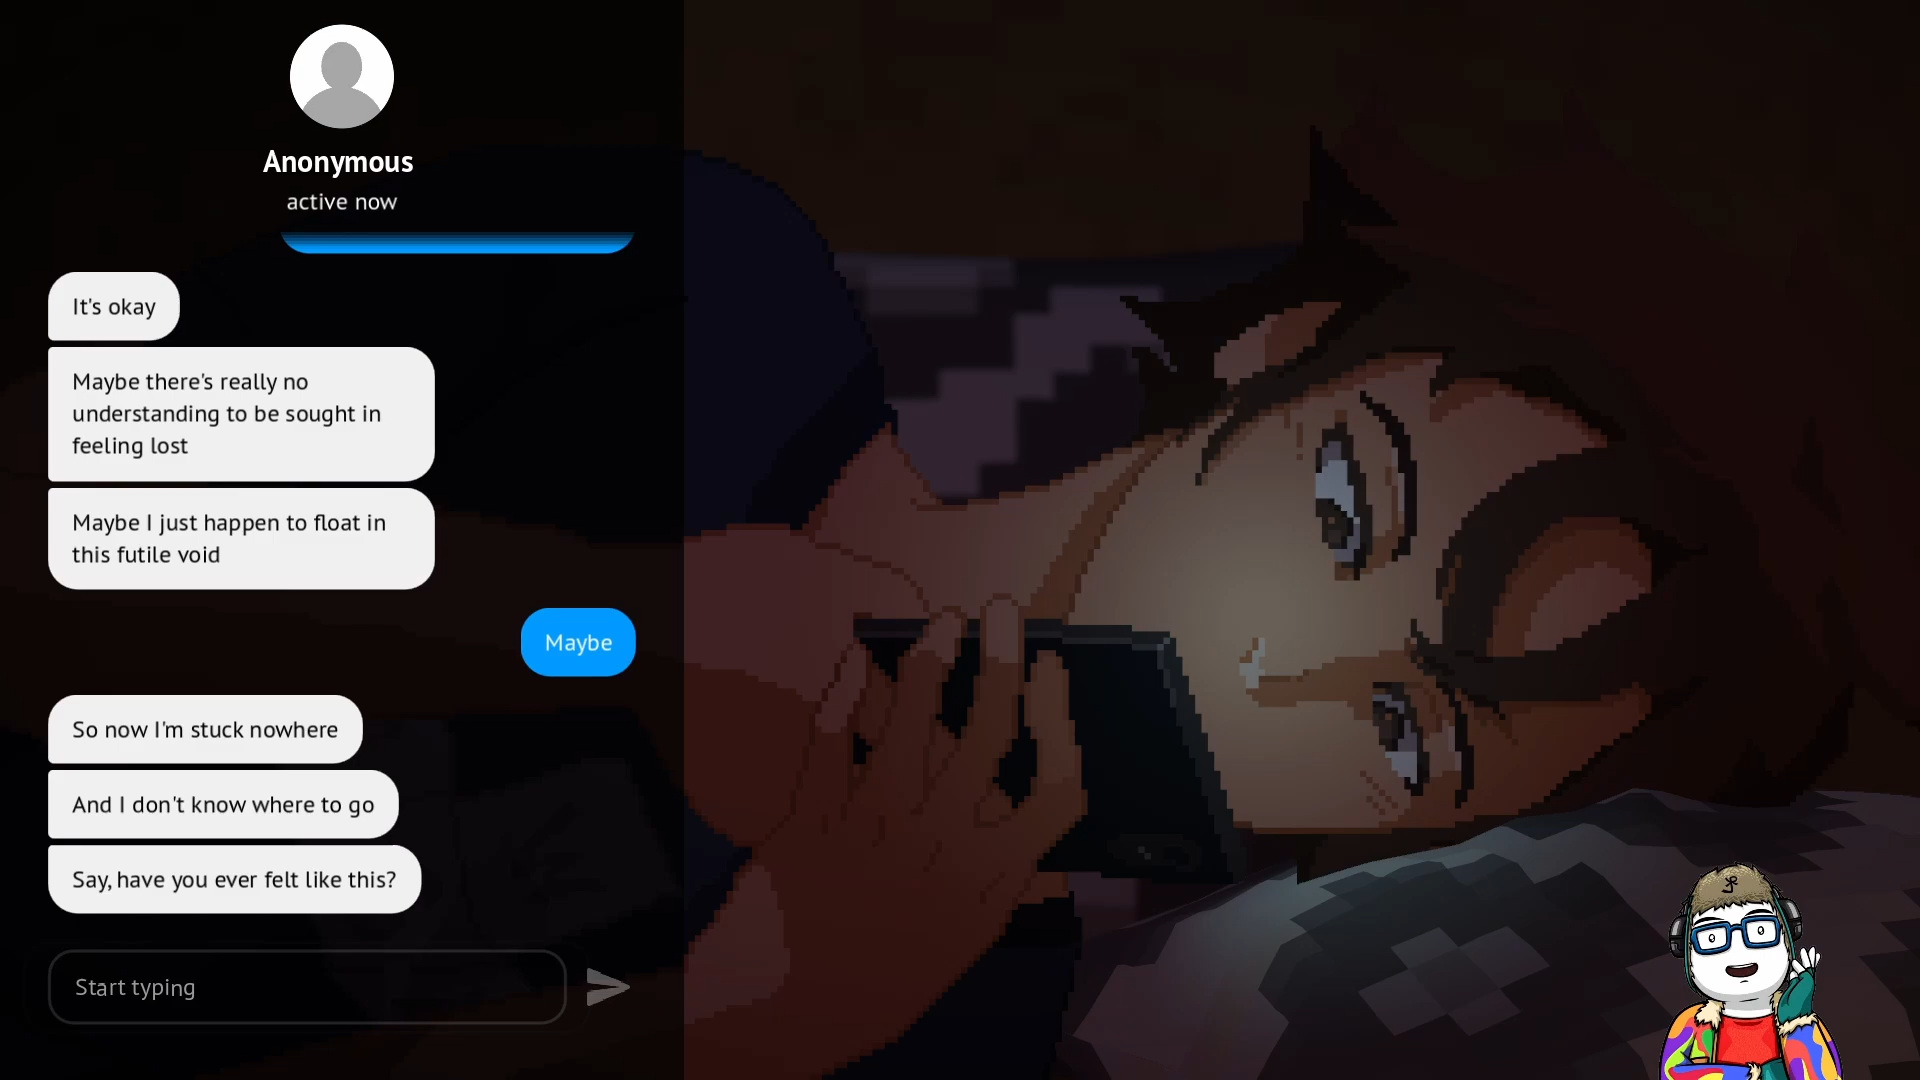 Anonymous
active now
It's okay
Maybe there's really no
understanding to be sought in
feeling lost
Maybe I just happen to float in
this futile void
Maybe
So now I'm stuck nowhere
And I don't know where to go
Say, have you ever felt like this?
Start typing